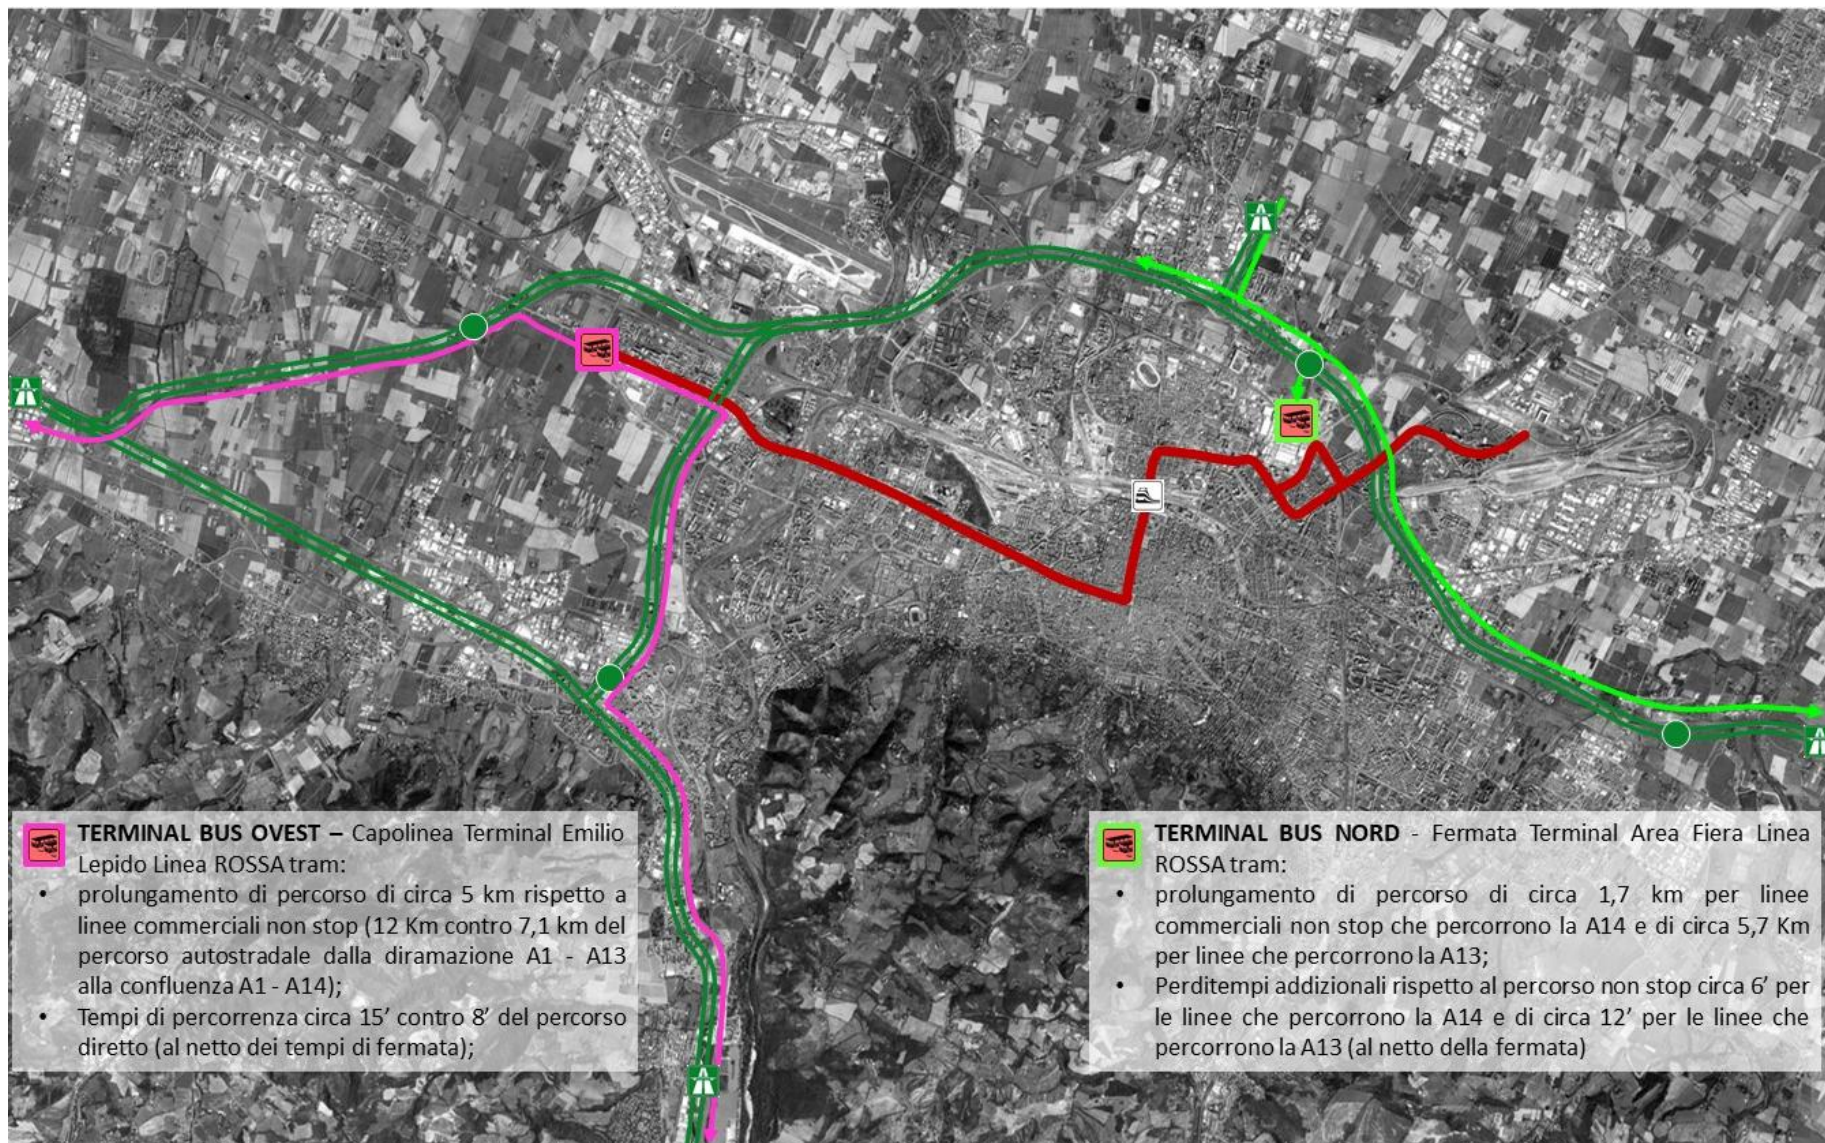 TERMINAL BUS OVEST – Capolinea Terminal Emilio
Lepido Linea ROSSA tram:
• prolungamento di percorso di circa 5 km rispetto a
linee commerciali non stop (12 Km contro 7,1 km del
percorso autostradale dalla diramazione A1 - A13
alla confluenza A1 - A14);
• Tempi di percorrenza circa 15’ contro 8’ del percorso
diretto (al netto dei tempi di fermata);
TERMINAL BUS NORD - Fermata Terminal Area Fiera Linea
ROSSA tram:
• prolungamento di percorso di circa 1,7 km per linee
commerciali non stop che percorrono la A14 e di circa 5,7 Km
per linee che percorrono la A13;
• Perditempi addizionali rispetto al percorso non stop circa 6’ per
le linee che percorrono la A14 e di circa 12’ per le linee che
percorrono la A13 (al netto della fermata)